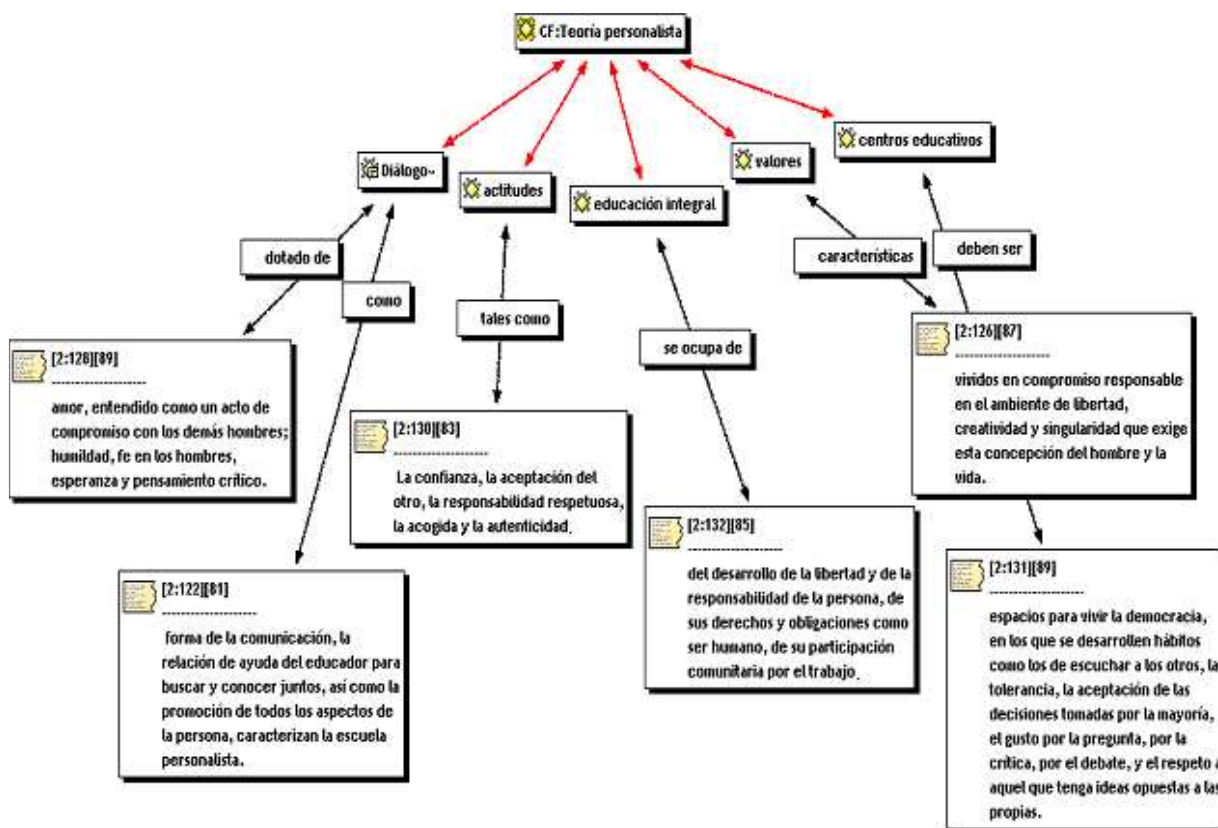 CF:Teoría personalista
Diálogo~
actitudes
educación integral
valores
centros educativos
dotado de
como
tales como
se ocupa de
características
deben ser
[2:128][89]
amor, entendido como un acto de
compromiso con los demás hombres;
humildad, fe en los hombres,
esperanza y pensamiento crítico.
[2:122][81]
forma de la comunicación, la
relación de ayuda del educador para
buscar y conocer juntos, así como la
promoción de todos los aspectos de
la persona, caracterizan la escuela
personalista.
[2:130][83]
La confianza, la aceptación del
otro, la responsabilidad respetuosa,
la acogida y la autenticidad.
[2:132][85]
del desarrollo de la libertad y de la
responsabilidad de la persona, de
sus derechos y obligaciones como
ser humano, de su participación
comunitaria por el trabajo.
[2:126][87]
vividos en compromiso responsable
en el ambiente de libertad,
creatividad y singularidad que exige
esta concepción del hombre y la
vida.
[2:131][89]
espacios para vivir la democracia,
en los que se desarrollen hábitos
como los de escuchar a los otros, la
tolerancia, la aceptación de las
decisiones tomadas por la mayoría,
el gusto por la pregunta, por la
crítica, por el debate, y el respeto a
aquel que tenga ideas opuestas a las
propias.